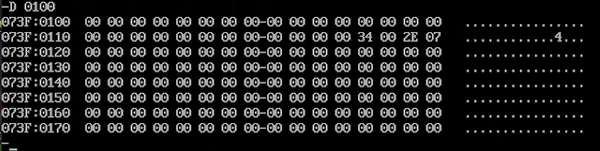 -D 0100
073F:0100 00 00 00 00 00 00 00 00-00 00 00 00 00 00 00 00 ................
073F:0110 00 00 00 00 00 00 00 00-00 00 00 00 34 00 2E 07 ............4...
073F:0120 00 00 00 00 00 00 00 00-00 00 00 00 00 00 00 00 ................
073F:0130 00 00 00 00 00 00 00 00-00 00 00 00 00 00 00 00 ................
073F:0140 00 00 00 00 00 00 00 00-00 00 00 00 00 00 00 00 ................
073F:0150 00 00 00 00 00 00 00 00-00 00 00 00 00 00 00 00 ................
073F:0160 00 00 00 00 00 00 00 00-00 00 00 00 00 00 00 00 ................
073F:0170 00 00 00 00 00 00 00 00-00 00 00 00 00 00 00 00 ................
-_